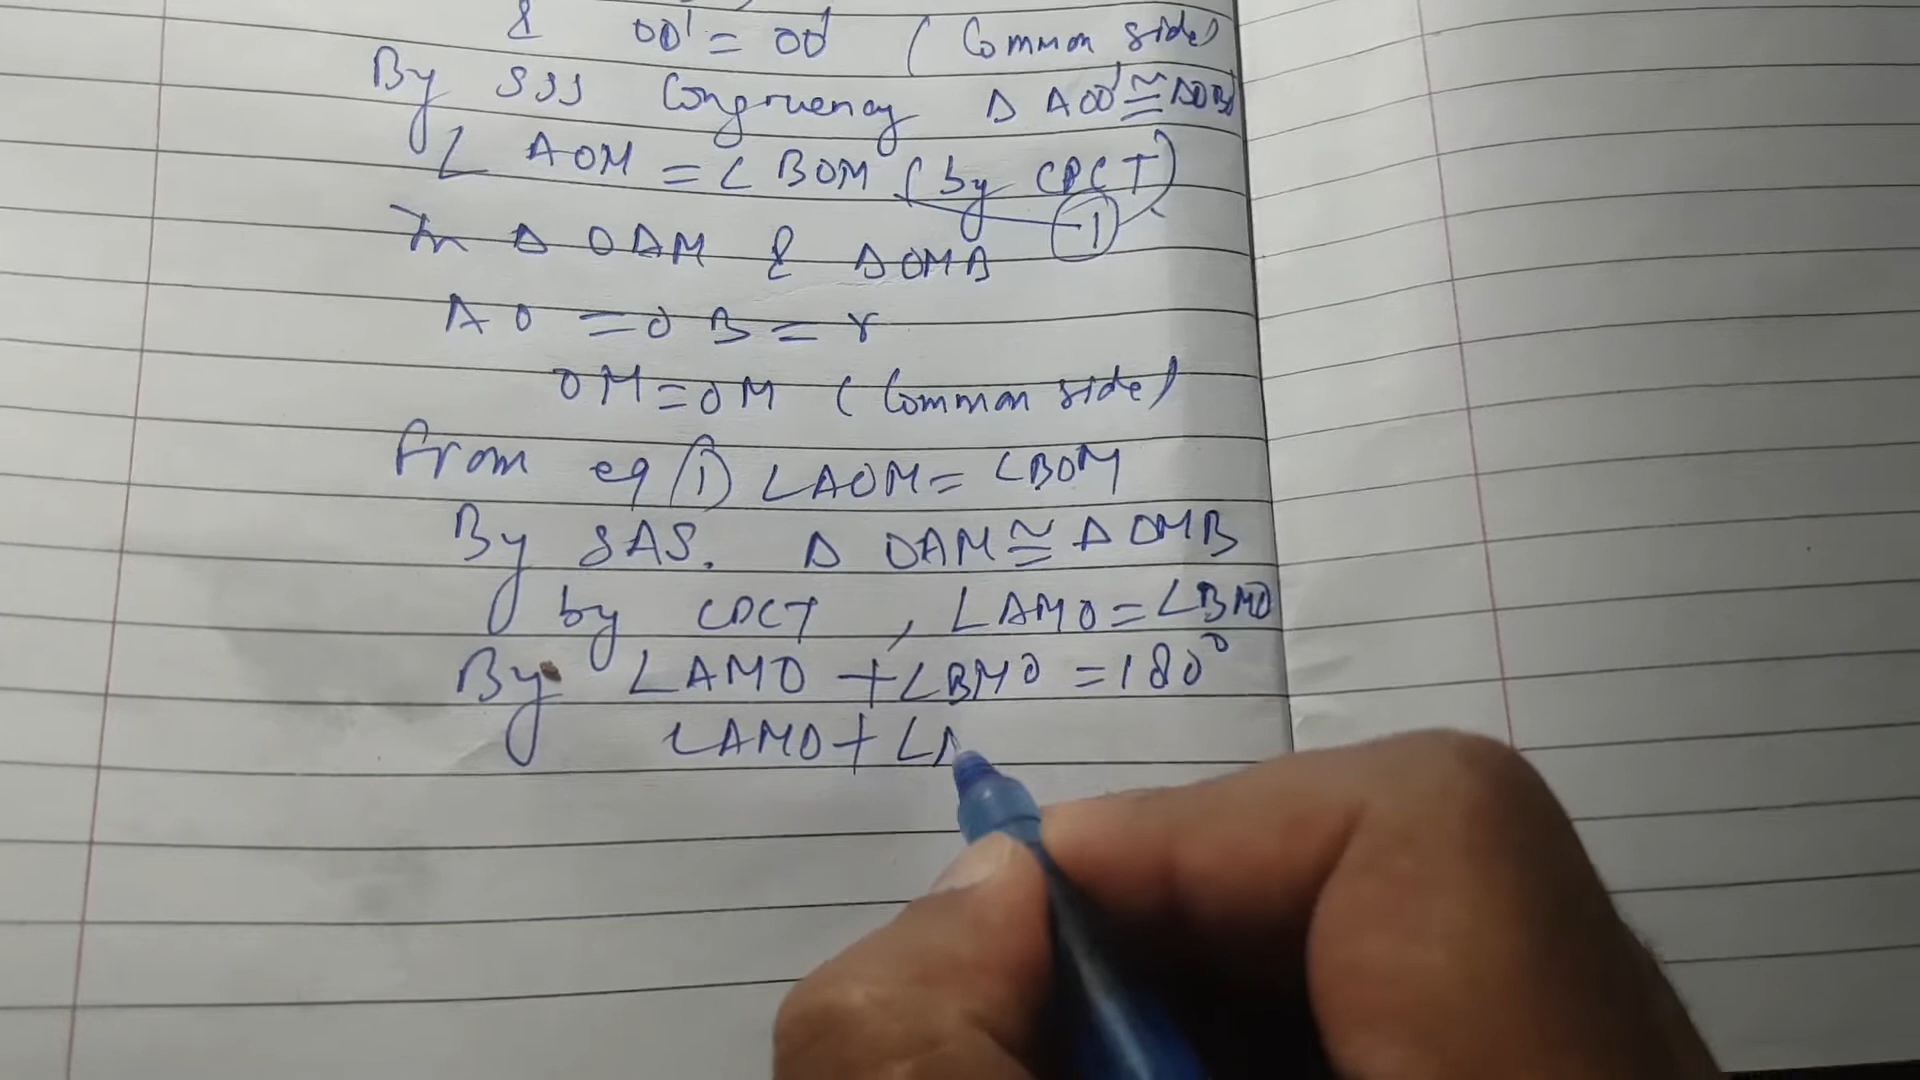 & OO' = OO' (Common side)
By SSS Congruency Δ AOO' ≅ ΔOBO'
∠ AOM = ∠ BOM (by CPCT) ①
In Δ OAM & ΔOMB
AO = OB = r
OM = OM (Common side)
From eq ① ∠AOM = ∠BOM
By SAS. Δ OAM ≅ Δ OMB
by CPCT , ∠AMO = ∠BMO
By ∠AMO + ∠BMO = 180°
∠AMO + ∠A